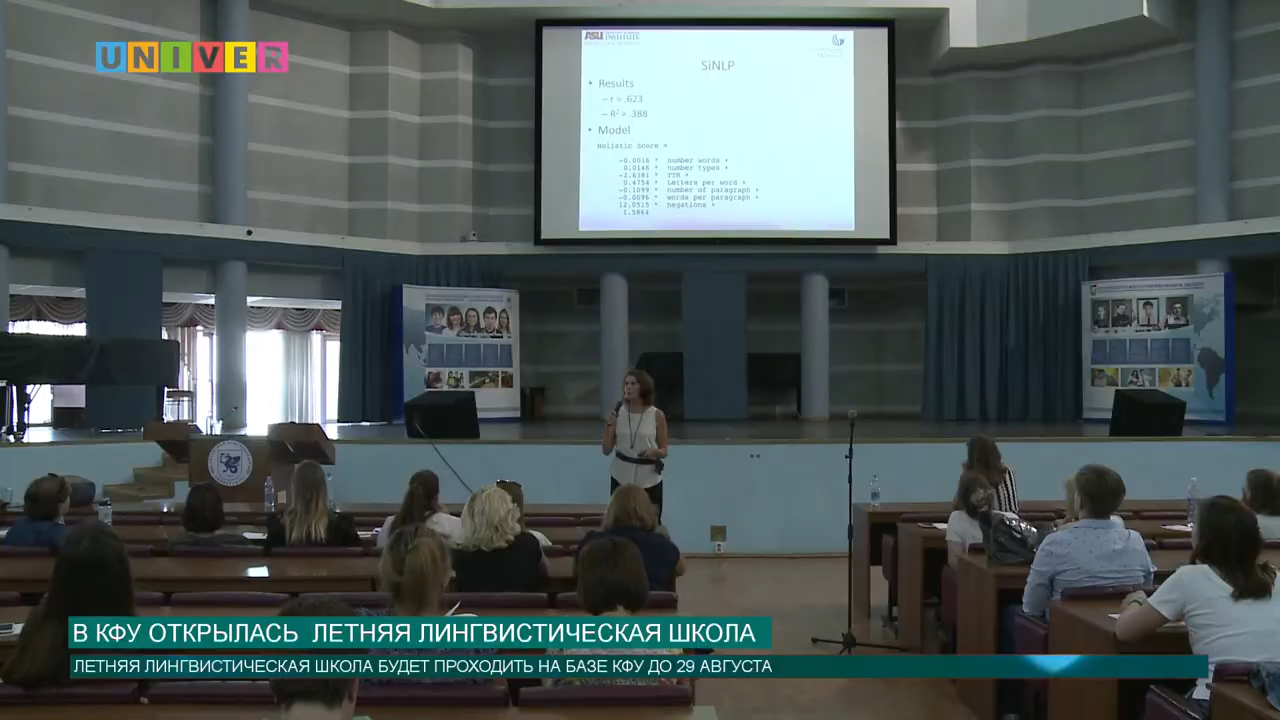 UNIVER
ASU
INSTITUTE
SiNLP
• Results
– r = .623
– R² = .388
• Model
Holistic Score =
-0.0016 * number words +
0.0148 * number types +
-2.6381 * TTR +
0.4754 * Letters per word +
-0.1099 * number of paragraph +
-0.0096 * words per paragraph +
12.0515 * negations +
1.5864
В КФУ ОТКРЫЛАСЬ ЛЕТНЯЯ ЛИНГВИСТИЧЕСКАЯ ШКОЛА
ЛЕТНЯЯ ЛИНГВИСТИЧЕСКАЯ ШКОЛА БУДЕТ ПРОХОДИТЬ НА БАЗЕ КФУ ДО 29 АВГУСТА